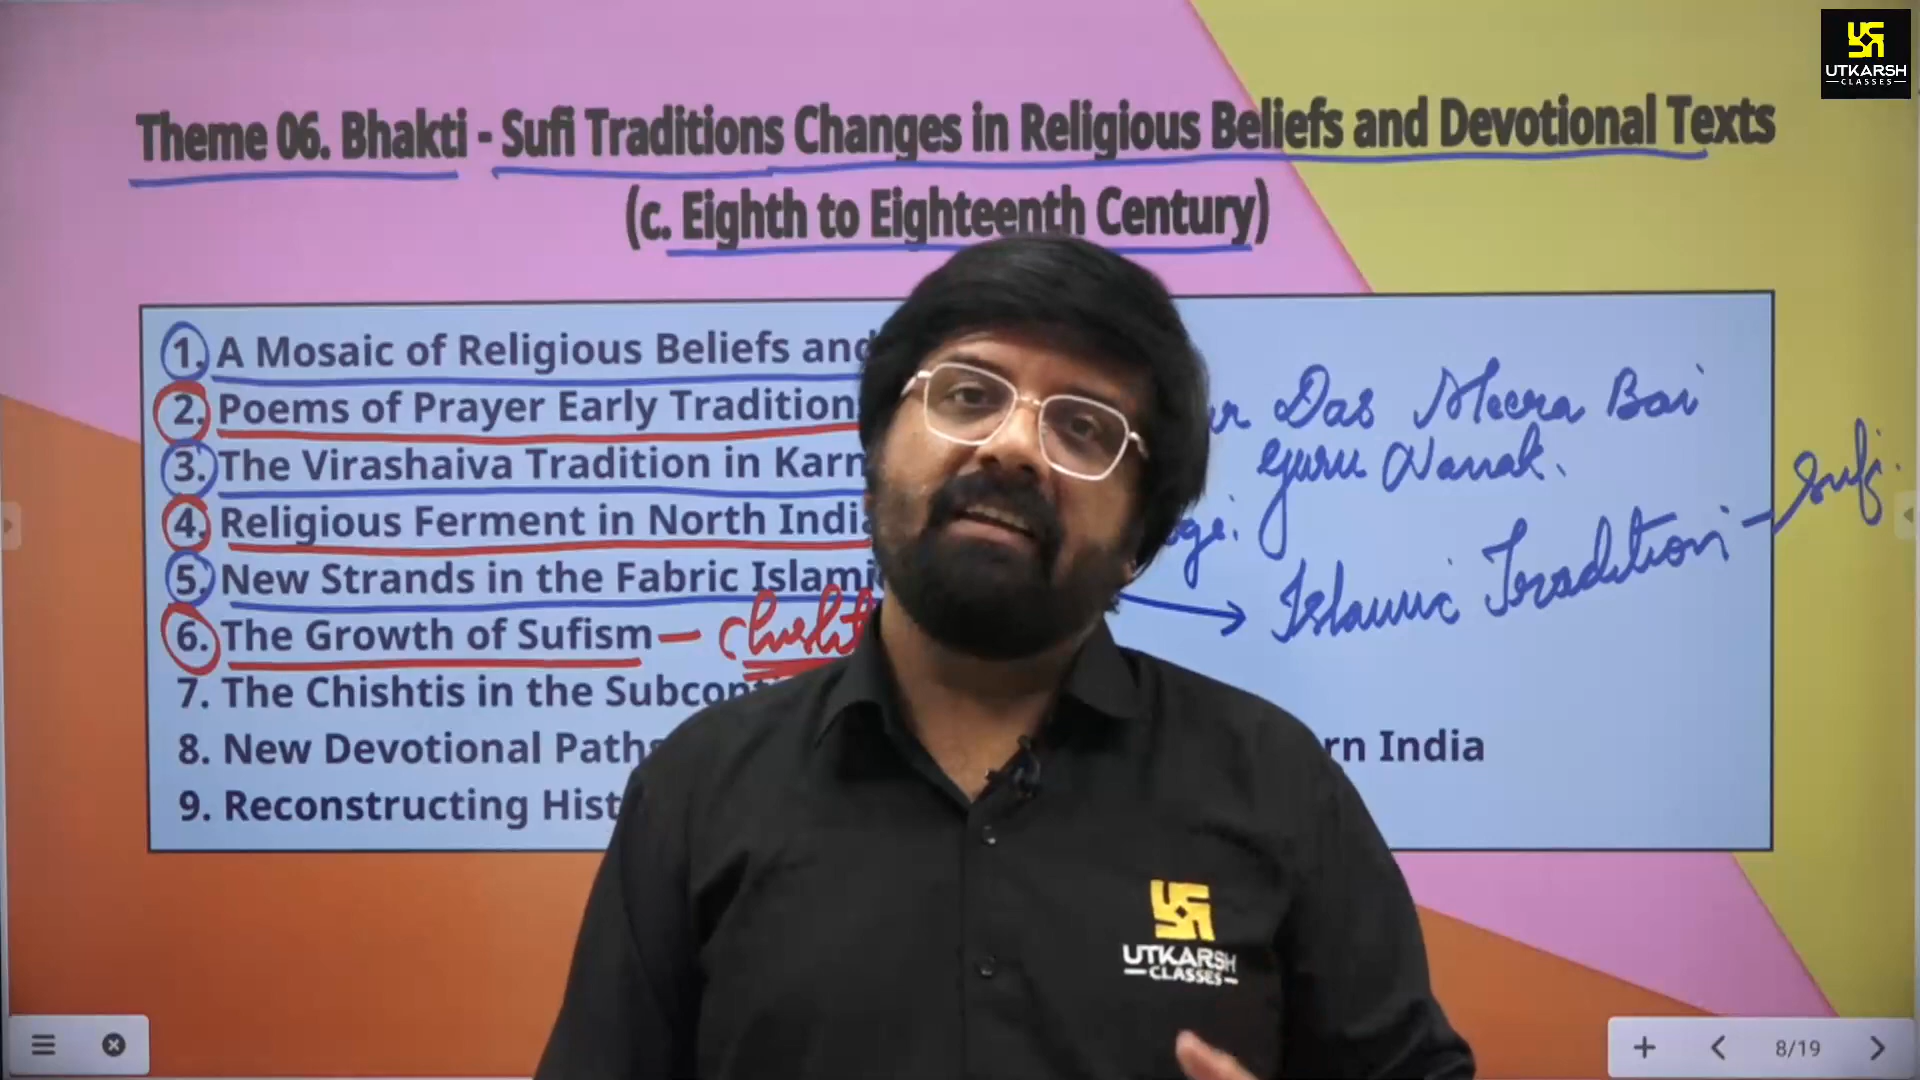 UTKARSH
CLASSES
Theme 06. Bhakti - Sufi Traditions Changes in Religious Beliefs and Devotional Texts
(c. Eighth to Eighteenth Century)
1. A Mosaic of Religious Beliefs and
2. Poems of Prayer Early Tradition
Das Meera Bai
3. The Virashaiva Tradition in Karn
Guru Nanak.
Sufi.
4. Religious Ferment in North India
5. New Strands in the Fabric Islami
Islamic Tradition -
6. The Growth of Sufism -
7. The Chishtis in the Subcont
8. New Devotional Paths
rn India
9. Reconstructing Hist
UTKARSH
CLASSES
8/19